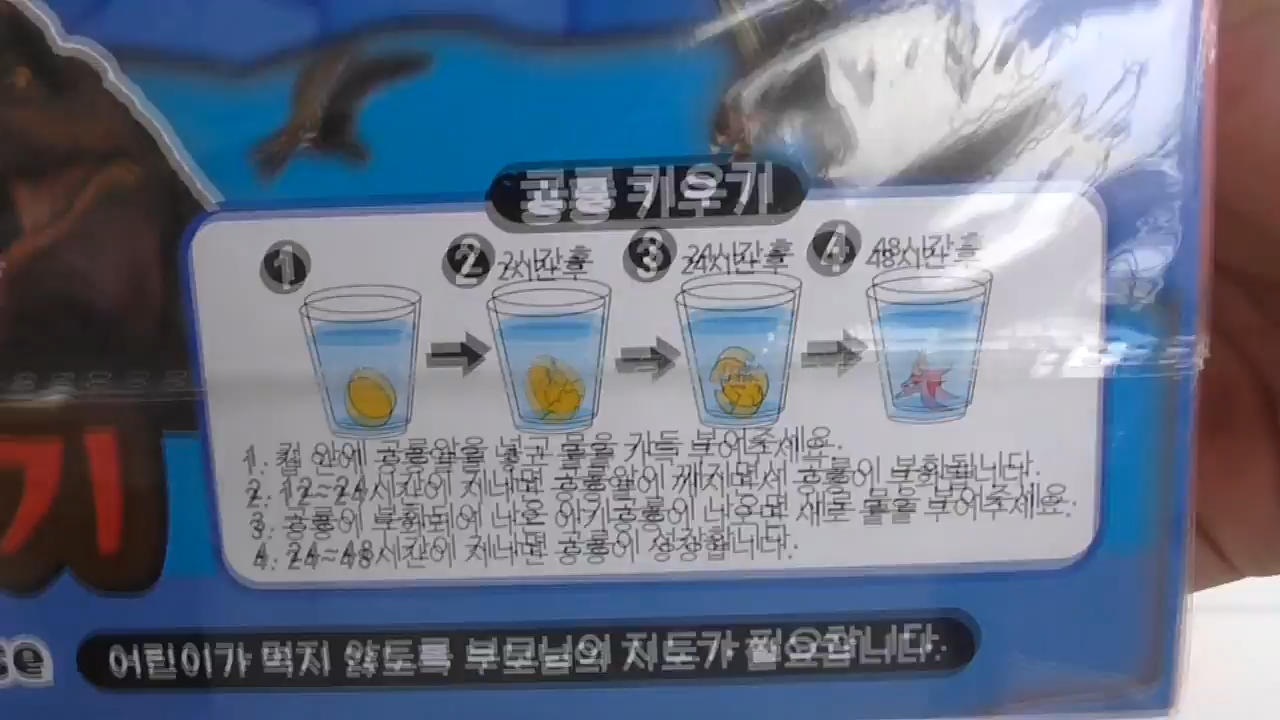 공룡 키우기
1
2 2시간 후
3 24시간 후
4 48시간 후
1. 컵 안에 공룡알을 넣고 물을 가득 부어주세요.
2. 12~24시간이 지나면 공룡알이 깨지면서 공룡이 부화됩니다.
3. 공룡이 부화되어 나온 아기공룡이 나오면 새로 물을 부어주세요.
4. 24~48시간이 지나면 공룡이 성장합니다.
기
어린이가 먹지 않도록 부모님의 지도가 필요합니다.